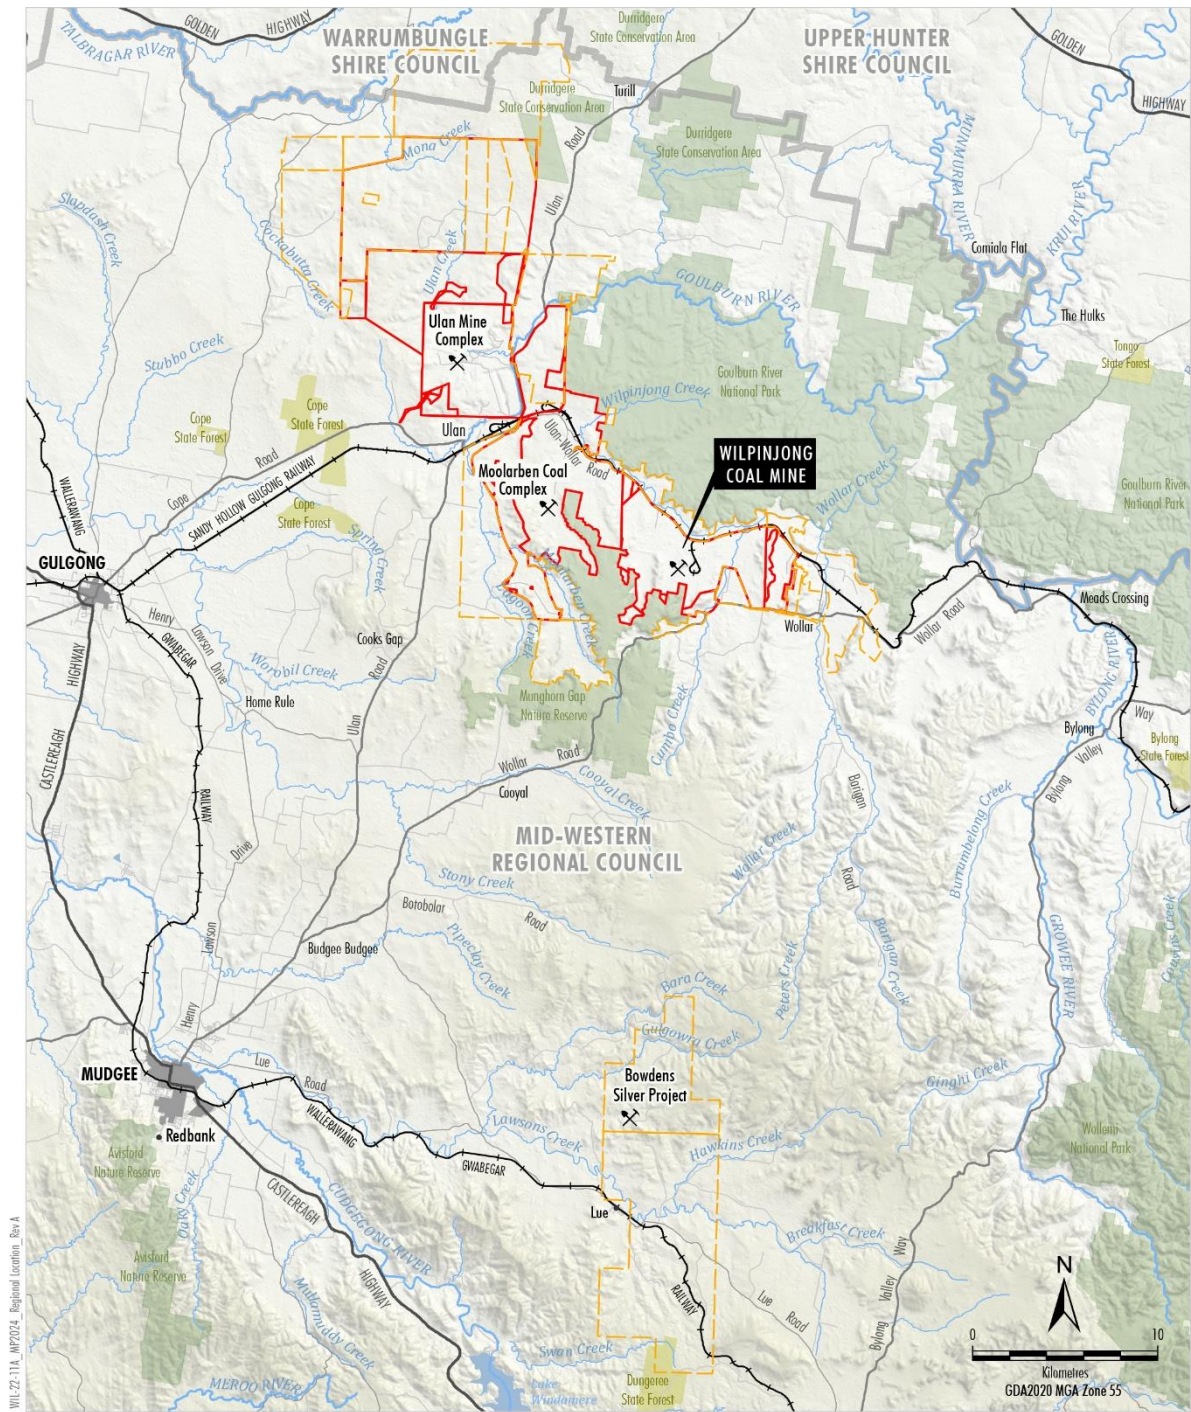 GOLDEN
HIGHWAY
TALBRAGAR RIVER
WARRUMBUNGLE
SHIRE COUNCIL
Durridgere
State Conservation Area
UPPER HUNTER
SHIRE COUNCIL
GOLDEN
HIGHWAY
Turill
Durridgere
State Conservation Area
Durridgere
State Conservation Area
Road
Ulan
Mona Creek
MUNMURRA RIVER
KRUI RIVER
Slapdash Creek
Cockabutta Creek
Ulan Creek
Comiala Flat
GOULBURN RIVER
The Hulks
Ulan Mine
Complex
Stubbo Creek
Tongo
State Forest
Goulburn River
National Park
Wilpinjong Creek
Cope
State Forest
Cope
State Forest
Ulan
Ulan-Wollar
Road
WILPINJONG
COAL MINE
Moolarben Coal
Complex
Wollar Creek
Goulburn River
National Park
WALLERAWANG
Cope
Road
SANDY HOLLOW GULGONG RAILWAY
Cope
State Forest
Spring Creek
GULGONG
Moolarben Creek
Lagoon Creek
Meads Crossing
Wollar Road
Wollar
Henry
Lawson
Drive
GWABEGAR
Cooks Gap
Road
HIGHWAY
Worobil Creek
Home Rule
Munghorn Gap
Nature Reserve
Cumbo Creek
BYLONG RIVER
Way
Bylong
Bylong
State Forest
Ulan
CASTLEREAGH
Wollar
Road
Cooyal
Cooyal Creek
Barigan
Valley
Bylong
RAILWAY
MID-WESTERN
REGIONAL COUNCIL
Burrumbelong Creek
Drive
Wollar Creek
Stony Creek
Road
Botobolar
Road
Lawson
Budgee Budgee
Pipeclay Creek
Peters Creek
Barigan Creek
GROWEE RIVER
Bara Creek
Gulgowra Creek
Henry
Lue
Road
MUDGEE
Bowdens
Silver Project
Ginghi Creek
WALLERAWANG
Lawsons Creek
Hawkins Creek
Redbank
Wollemi
National Park
Avisford
Nature Reserve
GWABEGAR
CASTLEREAGH
CUDGEGONG RIVER
Oaky Creek
Lue
Breakfast Creek
Avisford
Nature Reserve
HIGHWAY
Way
Valley
Bylong
RAILWAY
Lue
Road
Mullamuddy Creek
Swan Creek
MEROO RIVER
Lake
Windamere
Dungeree
State Forest
N
0
10
Kilometres
GDA2020 MGA Zone 55
WIL-22-11A_MP2024_Regional Location_Rev A